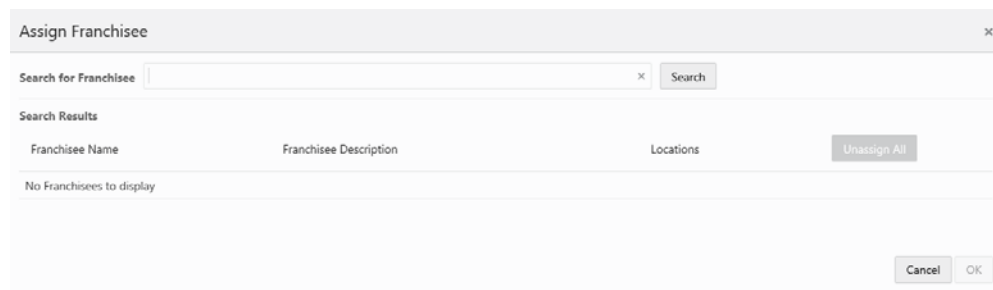 Assign Franchisee ×
Search for Franchisee × Search
Search Results
Franchisee Name Franchisee Description Locations Unassign All
No Franchisees to display
Cancel OK